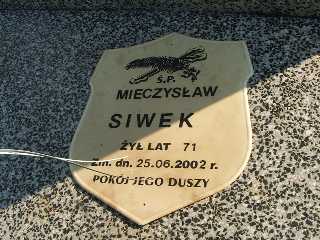 Ś.P.
MIECZYSŁAW
SIWEK
ŻYŁ LAT 71
Zm. dn. 25.06.2002 r.
POKÓJ JEGO DUSZY